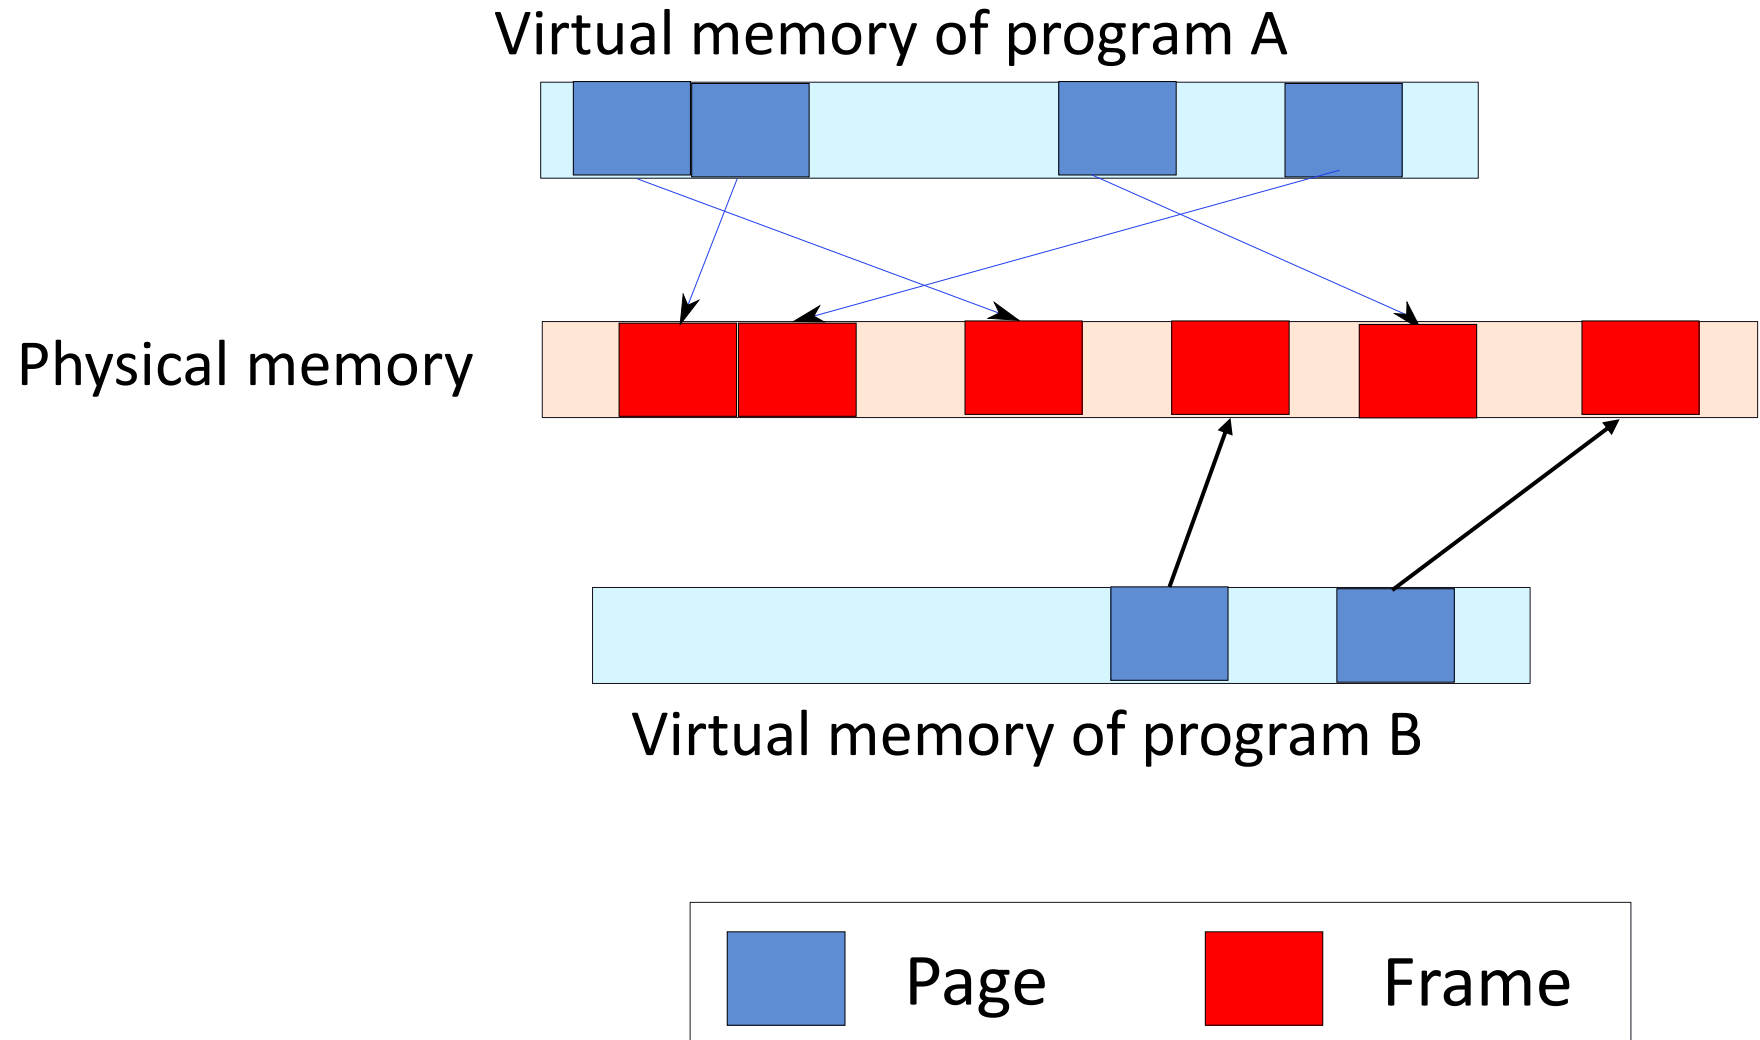 Virtual memory of program A
Physical memory
Virtual memory of program B
Page
Frame